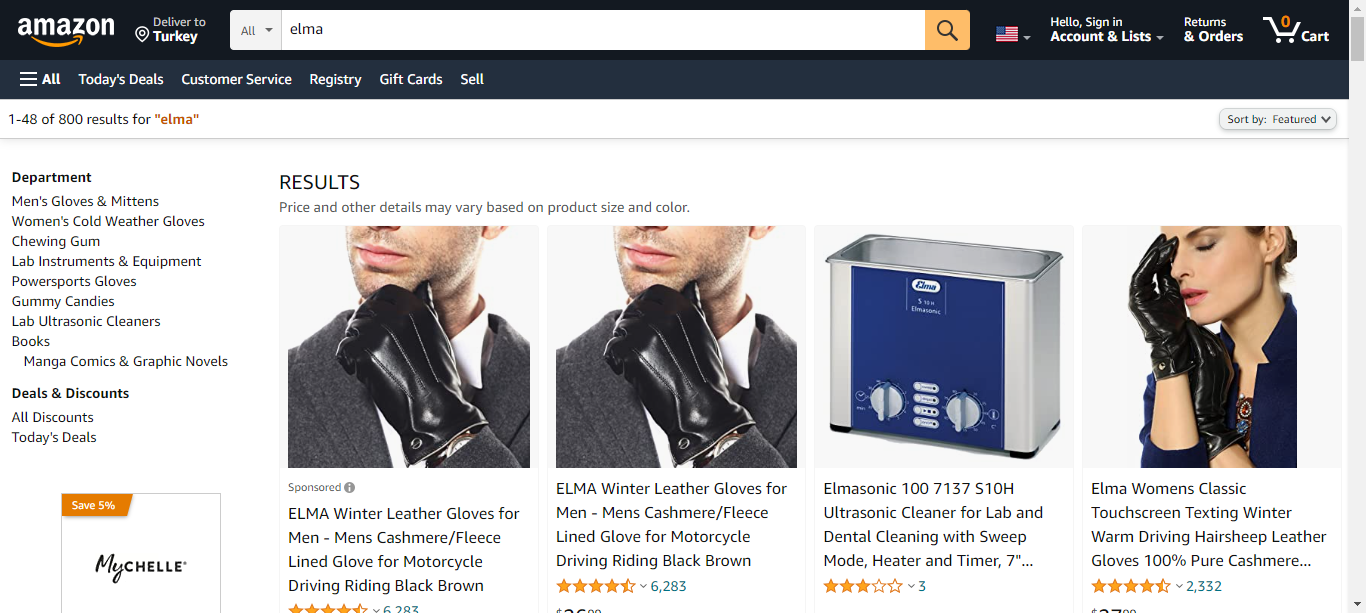 amazon
Deliver to
Turkey
All
elma
Hello, Sign in
Account & Lists
Returns
& Orders
0
Cart
All
Today's Deals
Customer Service
Registry
Gift Cards
Sell
1-48 of 800 results for "elma"
Sort by: Featured
Department
Men's Gloves & Mittens
Women's Cold Weather Gloves
Chewing Gum
Lab Instruments & Equipment
Powersports Gloves
Gummy Candies
Lab Ultrasonic Cleaners
Books
Manga Comics & Graphic Novels
Deals & Discounts
All Discounts
Today's Deals
Save 5%
MYCHELLE
RESULTS
Price and other details may vary based on product size and color.
Sponsored
ELMA Winter Leather Gloves for
Men - Mens Cashmere/Fleece
Lined Glove for Motorcycle
Driving Riding Black Brown
6,283
ELMA Winter Leather Gloves for
Men - Mens Cashmere/Fleece
Lined Glove for Motorcycle
Driving Riding Black Brown
6,283
Elma
S 10 H
Elmasonic
Elmasonic 100 7137 S10H
Ultrasonic Cleaner for Lab and
Dental Cleaning with Sweep
Mode, Heater and Timer, 7"...
3
Elma Womens Classic
Touchscreen Texting Winter
Warm Driving Hairsheep Leather
Gloves 100% Pure Cashmere...
2,332